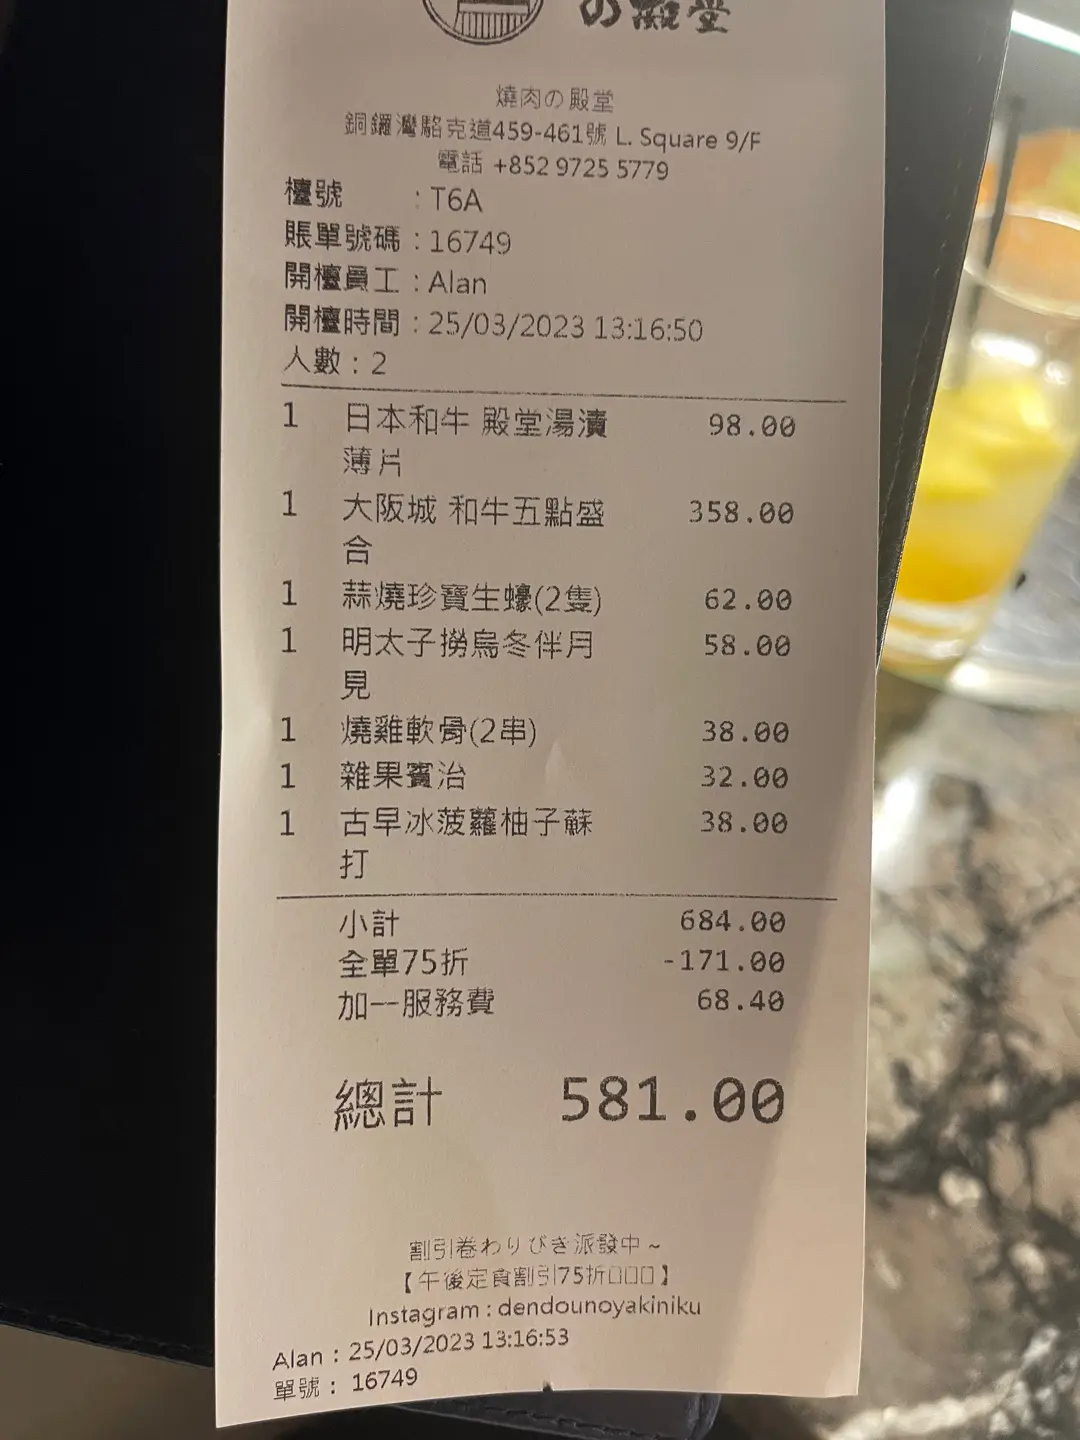 の殿堂
燒肉の殿堂
銅鑼灣駱克道459-461號 L. Square 9/F
電話 +852 9725 5779
檯號 : T6A
賬單號碼 : 16749
開檯員工 : Alan
開檯時間 : 25/03/2023 13:16:50
人數 : 2
1 日本和牛 殿堂湯漬 98.00
薄片
1 大阪城 和牛五點盛 358.00
合
1 蒜燒珍寶生蠔(2隻) 62.00
1 明太子撈烏冬伴月 58.00
見
1 燒雞軟骨(2串) 38.00
1 雜果賓治 32.00
1 古早冰菠蘿柚子蘇 38.00
打
小計 684.00
全單75折 -171.00
加一服務費 68.40
總計 581.00
割引卷わりびき派發中 ~
【午後定食割引75折□□□】
Instagram : dendounoyakiniku
Alan : 25/03/2023 13:16:53
單號 : 16749